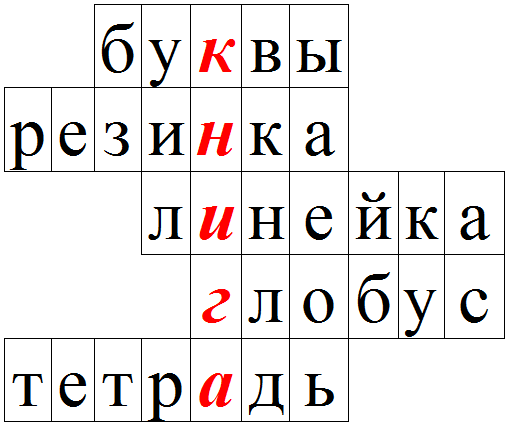 буквы
резинка
линейка
глобус
тетрадь